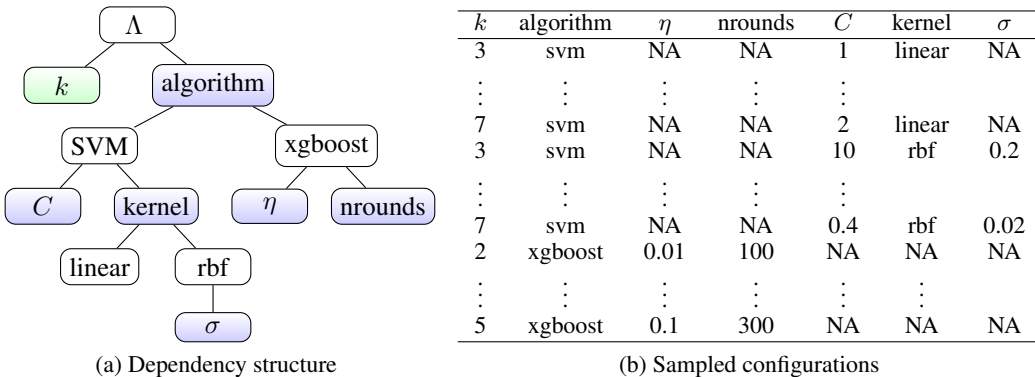 Λ
k
algorithm
SVM
xgboost
C
kernel
η
nrounds
linear
rbf
σ
(a) Dependency structure
k algorithm η nrounds C kernel σ
3 svm NA NA 1 linear NA
⋮ ⋮ ⋮ ⋮ ⋮
7 svm NA NA 2 linear NA
3 svm NA NA 10 rbf 0.2
⋮ ⋮ ⋮ ⋮ ⋮
7 svm NA NA 0.4 rbf 0.02
2 xgboost 0.01 100 NA NA NA
⋮ ⋮ ⋮ ⋮ ⋮ ⋮
5 xgboost 0.1 300 NA NA NA
(b) Sampled configurations